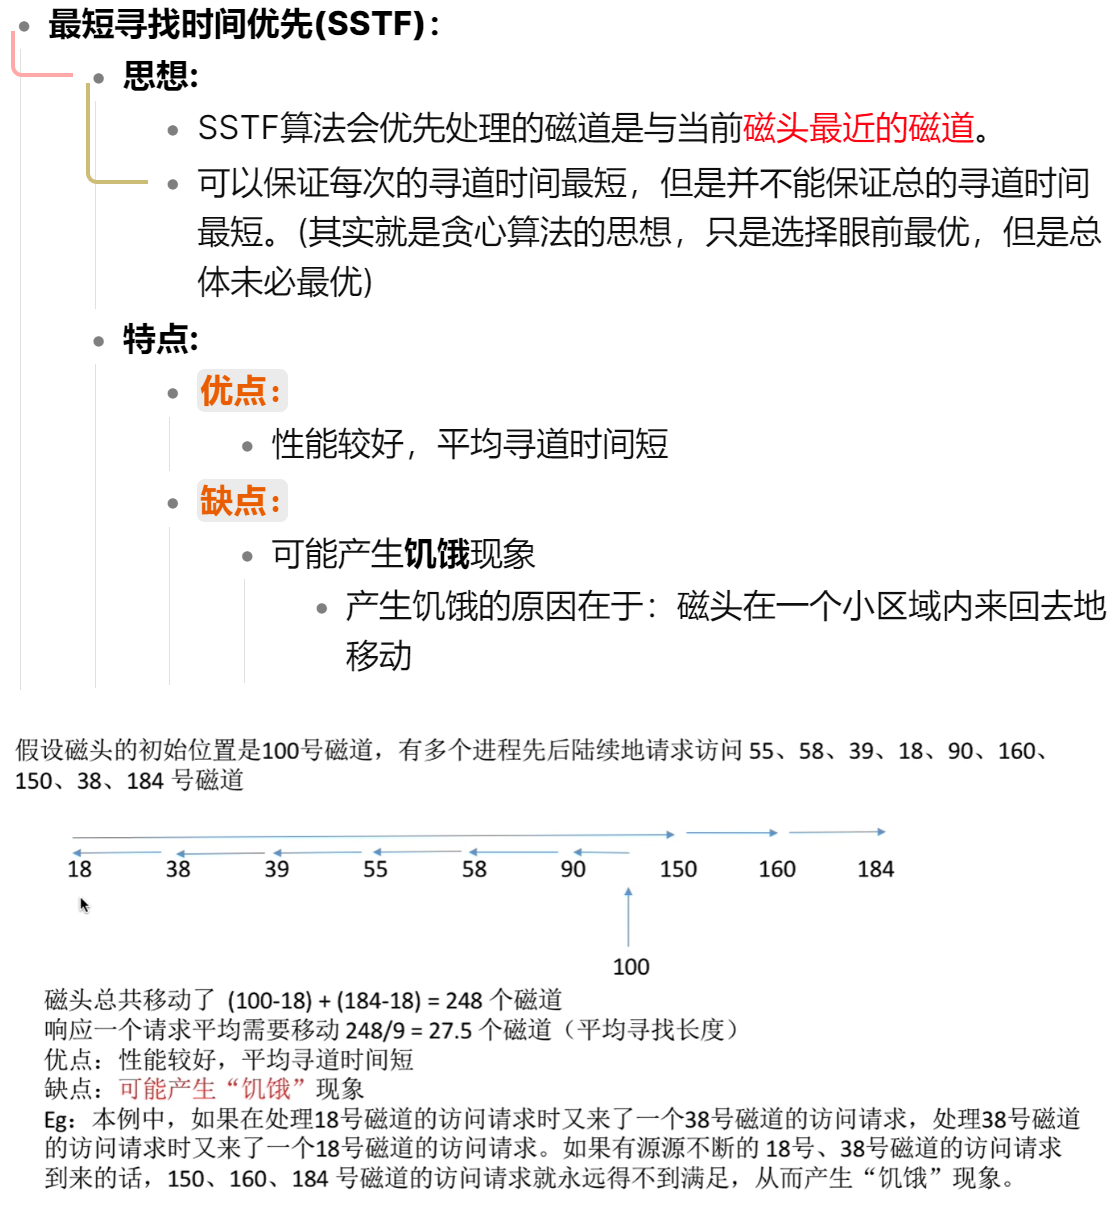 最短寻找时间优先(SSTF)：
思想:
SSTF算法会优先处理的磁道是与当前磁头最近的磁道。
可以保证每次的寻道时间最短，但是并不能保证总的寻道时间
最短。(其实就是贪心算法的思想，只是选择眼前最优，但是总
体未必最优)
特点:
优点：
性能较好，平均寻道时间短
缺点：
可能产生饥饿现象
产生饥饿的原因在于：磁头在一个小区域内来回去地
移动
假设磁头的初始位置是100号磁道，有多个进程先后陆续地请求访问 55、58、39、18、90、160、
150、38、184 号磁道
18 38 39 55 58 90 150 160 184
100
磁头总共移动了 (100-18) + (184-18) = 248 个磁道
响应一个请求平均需要移动 248/9 = 27.5 个磁道（平均寻找长度）
优点：性能较好，平均寻道时间短
缺点：可能产生“饥饿”现象
Eg：本例中，如果在处理18号磁道的访问请求时又来了一个38号磁道的访问请求，处理38号磁道
的访问请求时又来了一个18号磁道的访问请求。如果有源源不断的 18号、38号磁道的访问请求
到来的话，150、160、184 号磁道的访问请求就永远得不到满足，从而产生“饥饿”现象。